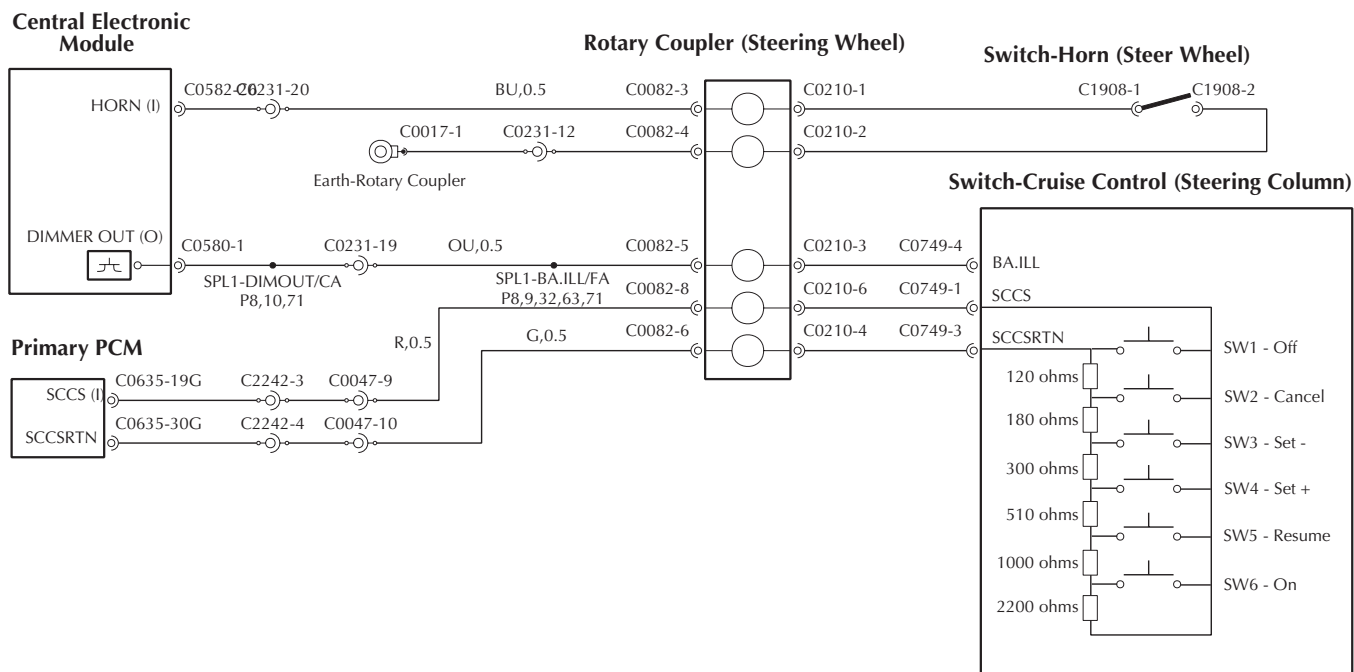 Central Electronic
Module
Rotary Coupler (Steering Wheel)
Switch-Horn (Steer Wheel)
HORN (I)
C0582-26
C0231-20
BU,0.5
C0082-3
C0210-1
C1908-1
C1908-2
C0017-1
C0231-12
C0082-4
C0210-2
Earth-Rotary Coupler
Switch-Cruise Control (Steering Column)
DIMMER OUT (O)
C0580-1
C0231-19
OU,0.5
C0082-5
C0210-3
C0749-4
BA.ILL
SPL1-DIMOUT/CA
P8,10,71
SPL1-BA.ILL/FA
P8,9,32,63,71
C0082-8
C0210-6
C0749-1
SCCS
R,0.5
G,0.5
C0082-6
C0210-4
C0749-3
SCCSRTN
Primary PCM
SCCS (I)
C0635-19G
C2242-3
C0047-9
SCCSRTN
C0635-30G
C2242-4
C0047-10
SW1 - Off
120 ohms
SW2 - Cancel
180 ohms
SW3 - Set -
300 ohms
SW4 - Set +
510 ohms
SW5 - Resume
1000 ohms
SW6 - On
2200 ohms